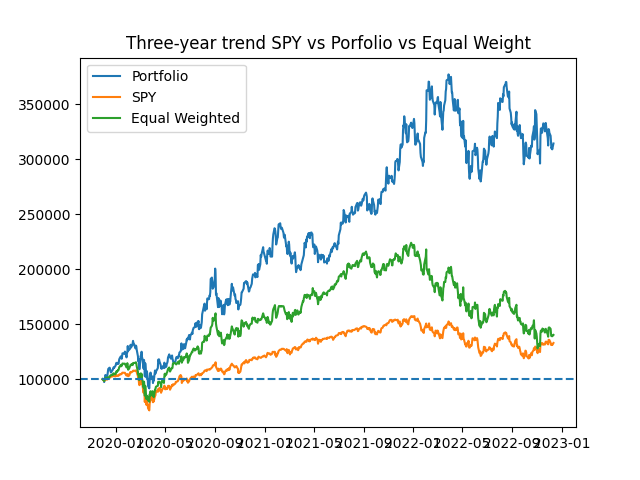 Three-year trend SPY vs Porfolio vs Equal Weight
Portfolio
SPY
Equal Weighted
350000
300000
250000
200000
150000
100000
2020-01 2020-05 2020-09 2021-01 2021-05 2021-09 2022-01 2022-05 2022-09 2023-01